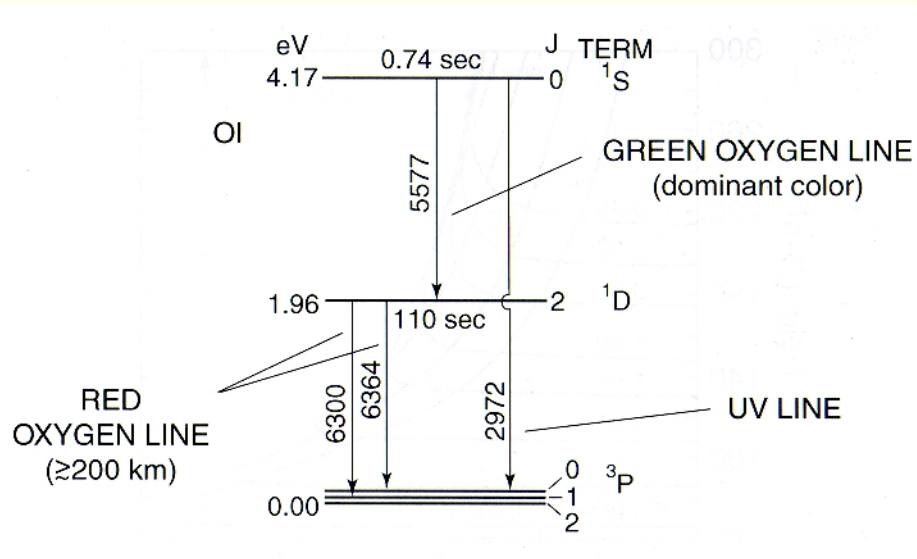 eV
J TERM
0.74 sec
4.17
0 ¹S
OI
GREEN OXYGEN LINE
(dominant color)
5577
1.96
2 ¹D
110 sec
RED
OXYGEN LINE
(≥200 km)
6300
6364
2972
UV LINE
0 ³P
1
0.00
2